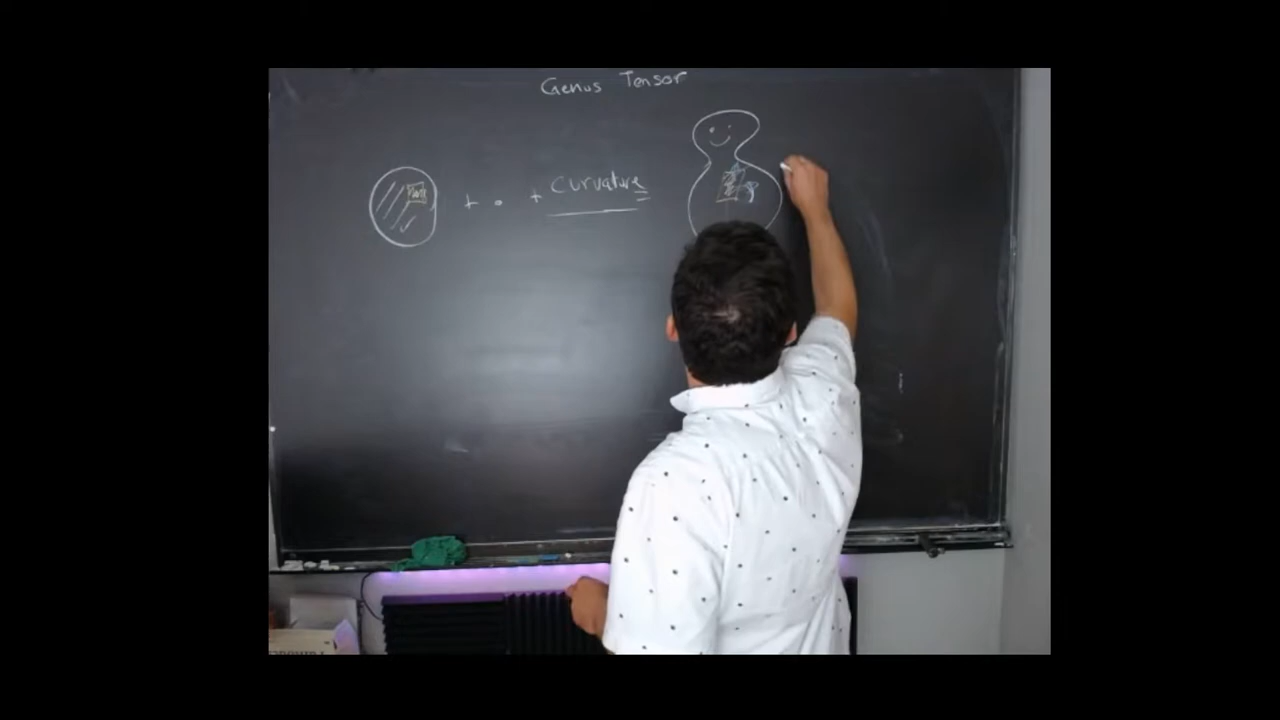 Genus Tensor
+ . + curvature